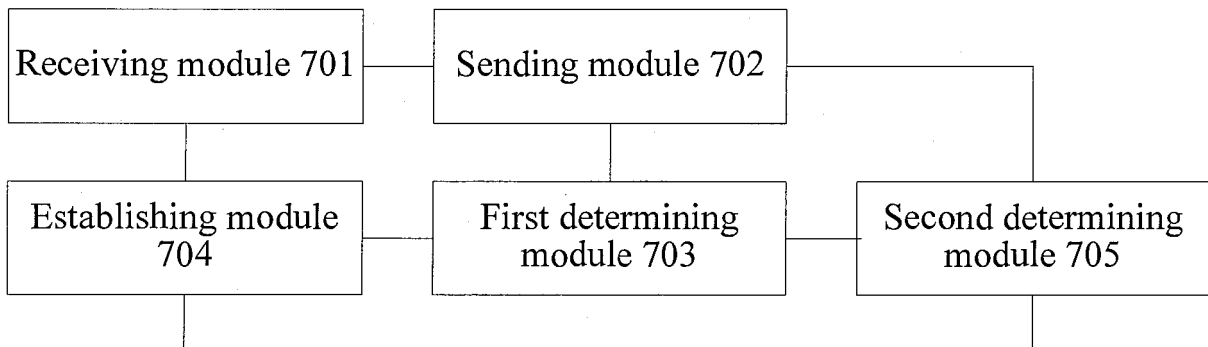 Receiving module 701
Sending module 702
Establishing module
704
First determining
module 703
Second determining
module 705